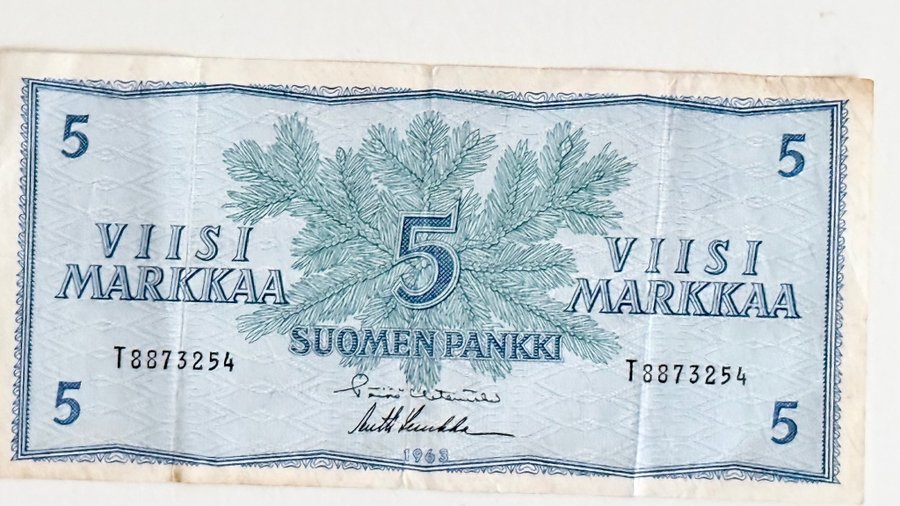 5 5
VIISI MARKKAA
5
VIISI MARKKAA
SUOMEN PANKKI
T8873254 T8873254
5 5
1963